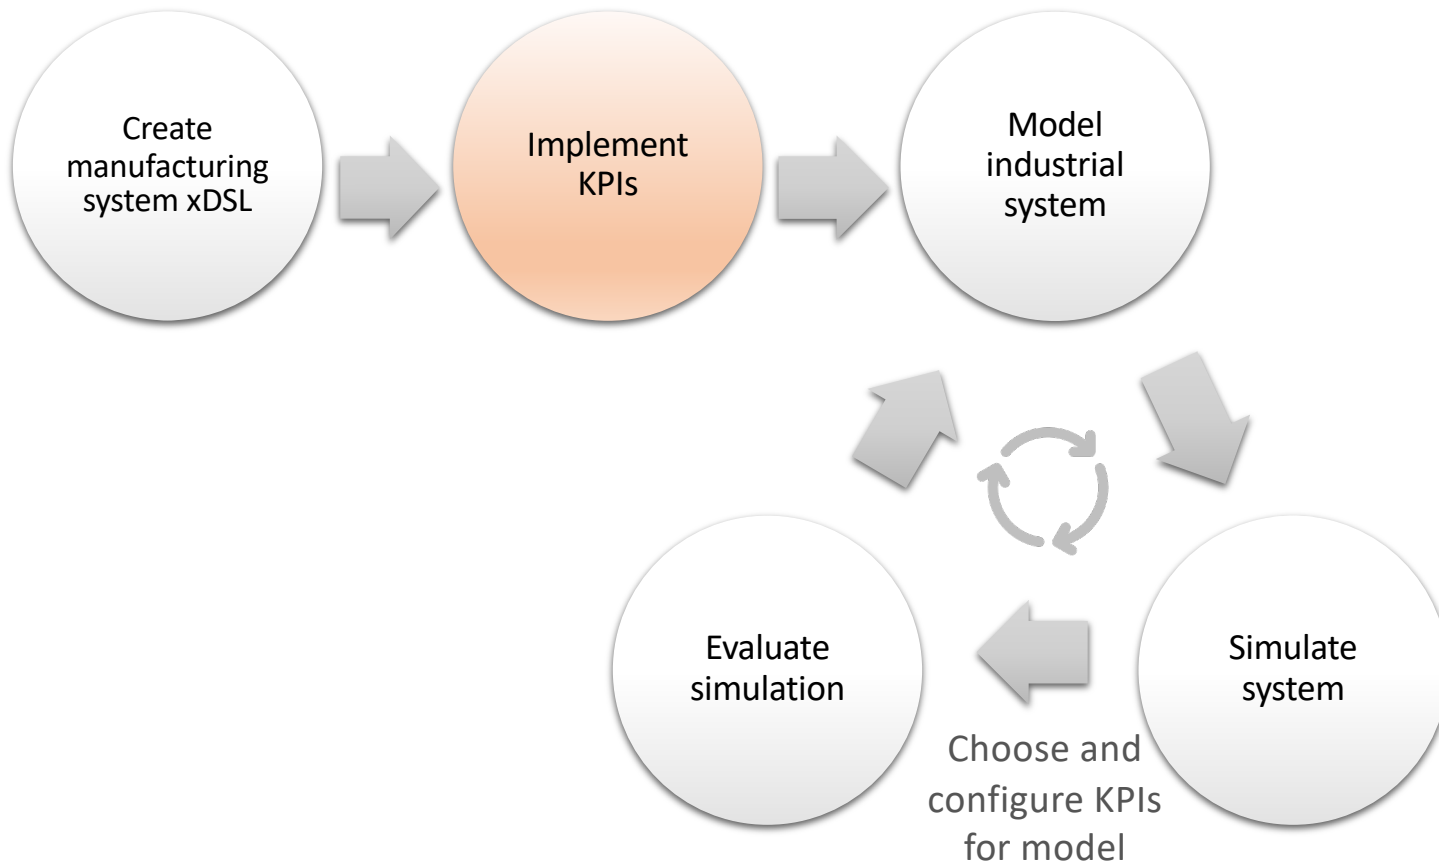 Create
manufacturing
system xDSL
Implement
KPIs
Model
industrial
system
Evaluate
simulation
Simulate
system
Choose and
configure KPIs
for model